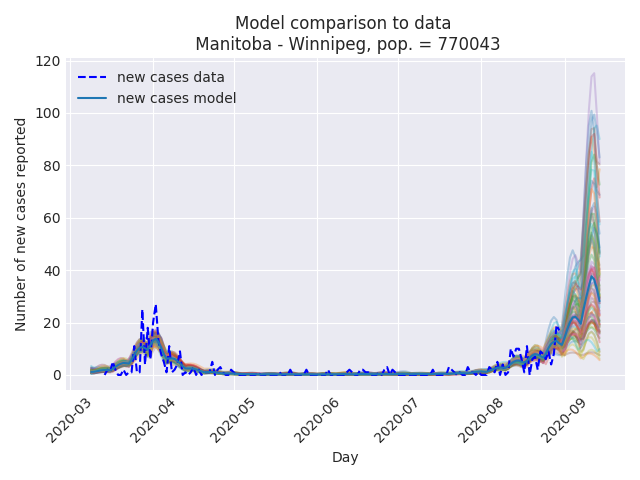 Model comparison to data
Manitoba - Winnipeg, pop. = 770043
120
100
80
60
40
20
0
Number of new cases reported
new cases data
new cases model
2020-03
2020-04
2020-05
2020-06
2020-07
2020-08
2020-09
Day